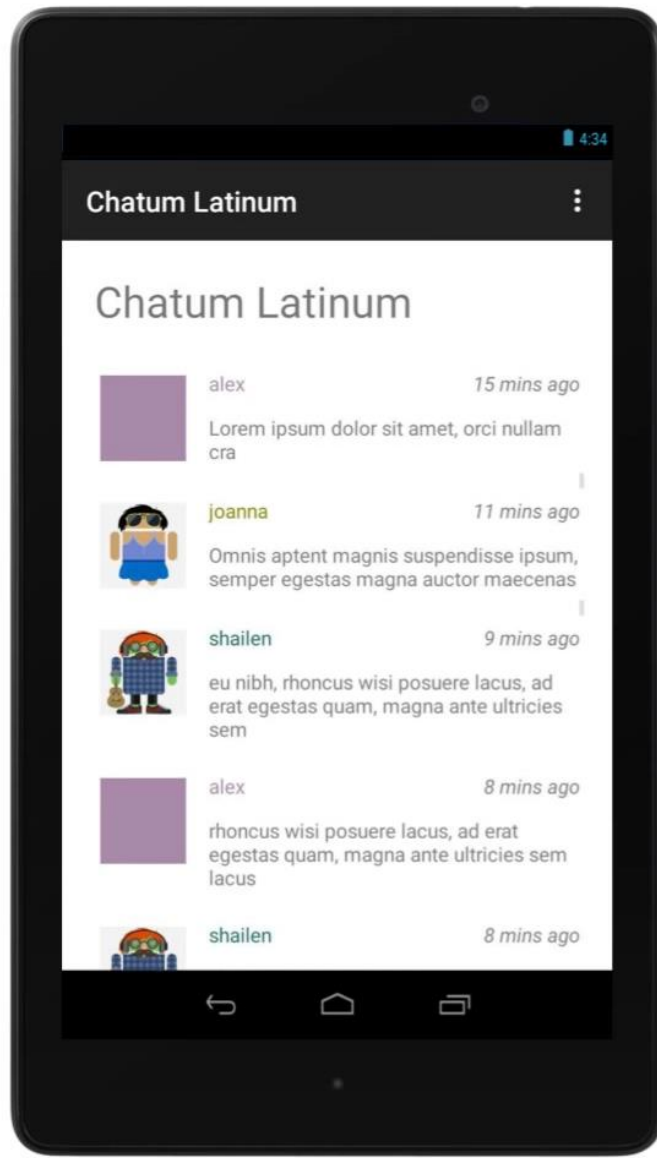 4:34
Chatum Latinum
Chatum Latinum
alex 15 mins ago
Lorem ipsum dolor sit amet, orci nullam
cra
joanna 11 mins ago
Omnis aptent magnis suspendisse ipsum,
semper egestas magna auctor maecenas
shailen 9 mins ago
eu nibh, rhoncus wisi posuere lacus, ad
erat egestas quam, magna ante ultricies
sem
alex 8 mins ago
rhoncus wisi posuere lacus, ad erat
egestas quam, magna ante ultricies sem
lacus
shailen 8 mins ago